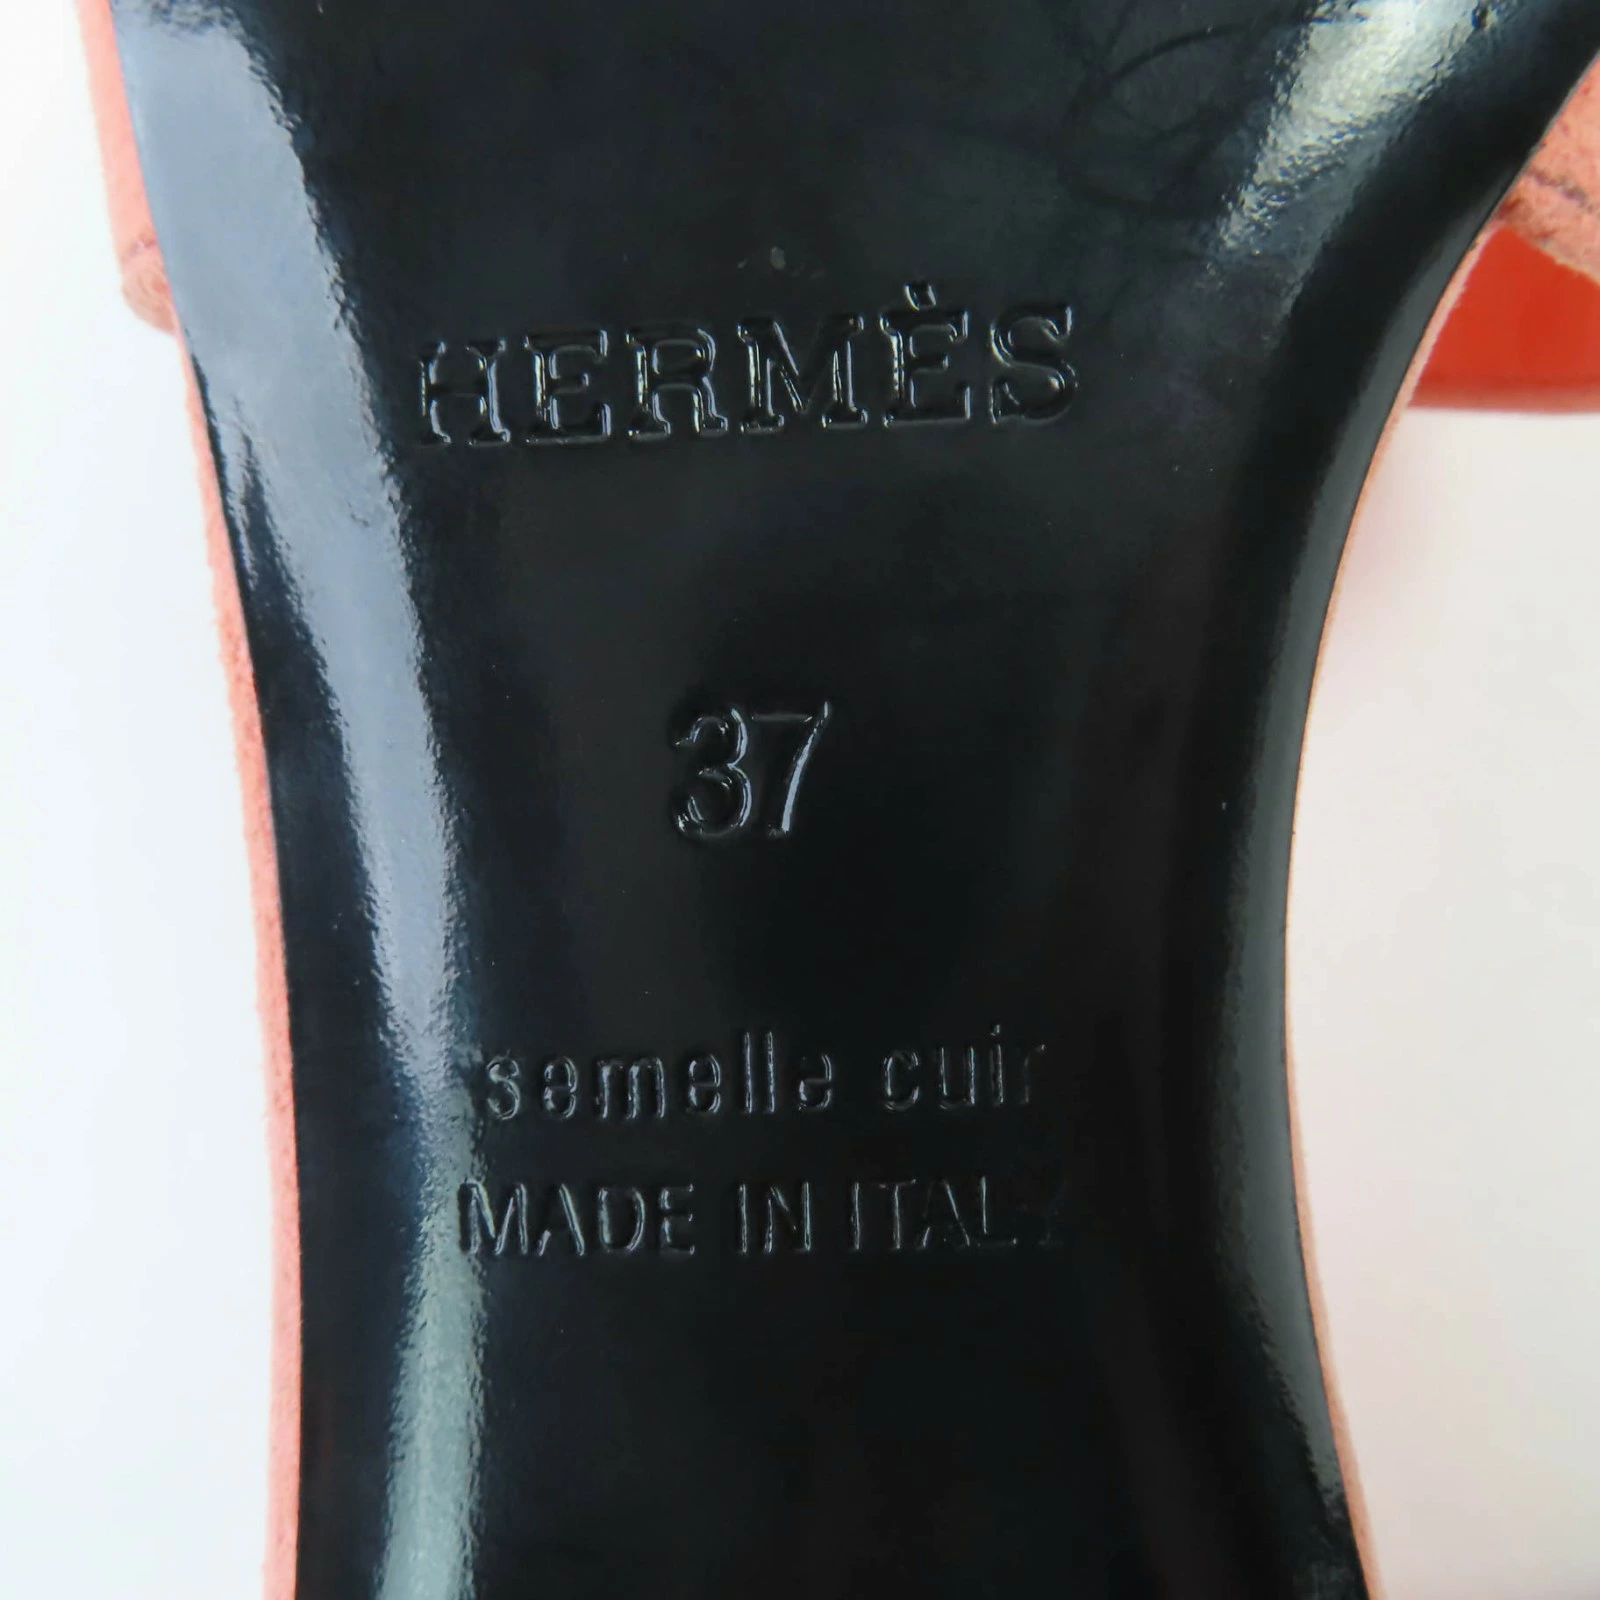 HERMÈS
37
semelle cuir
MADE IN ITALY